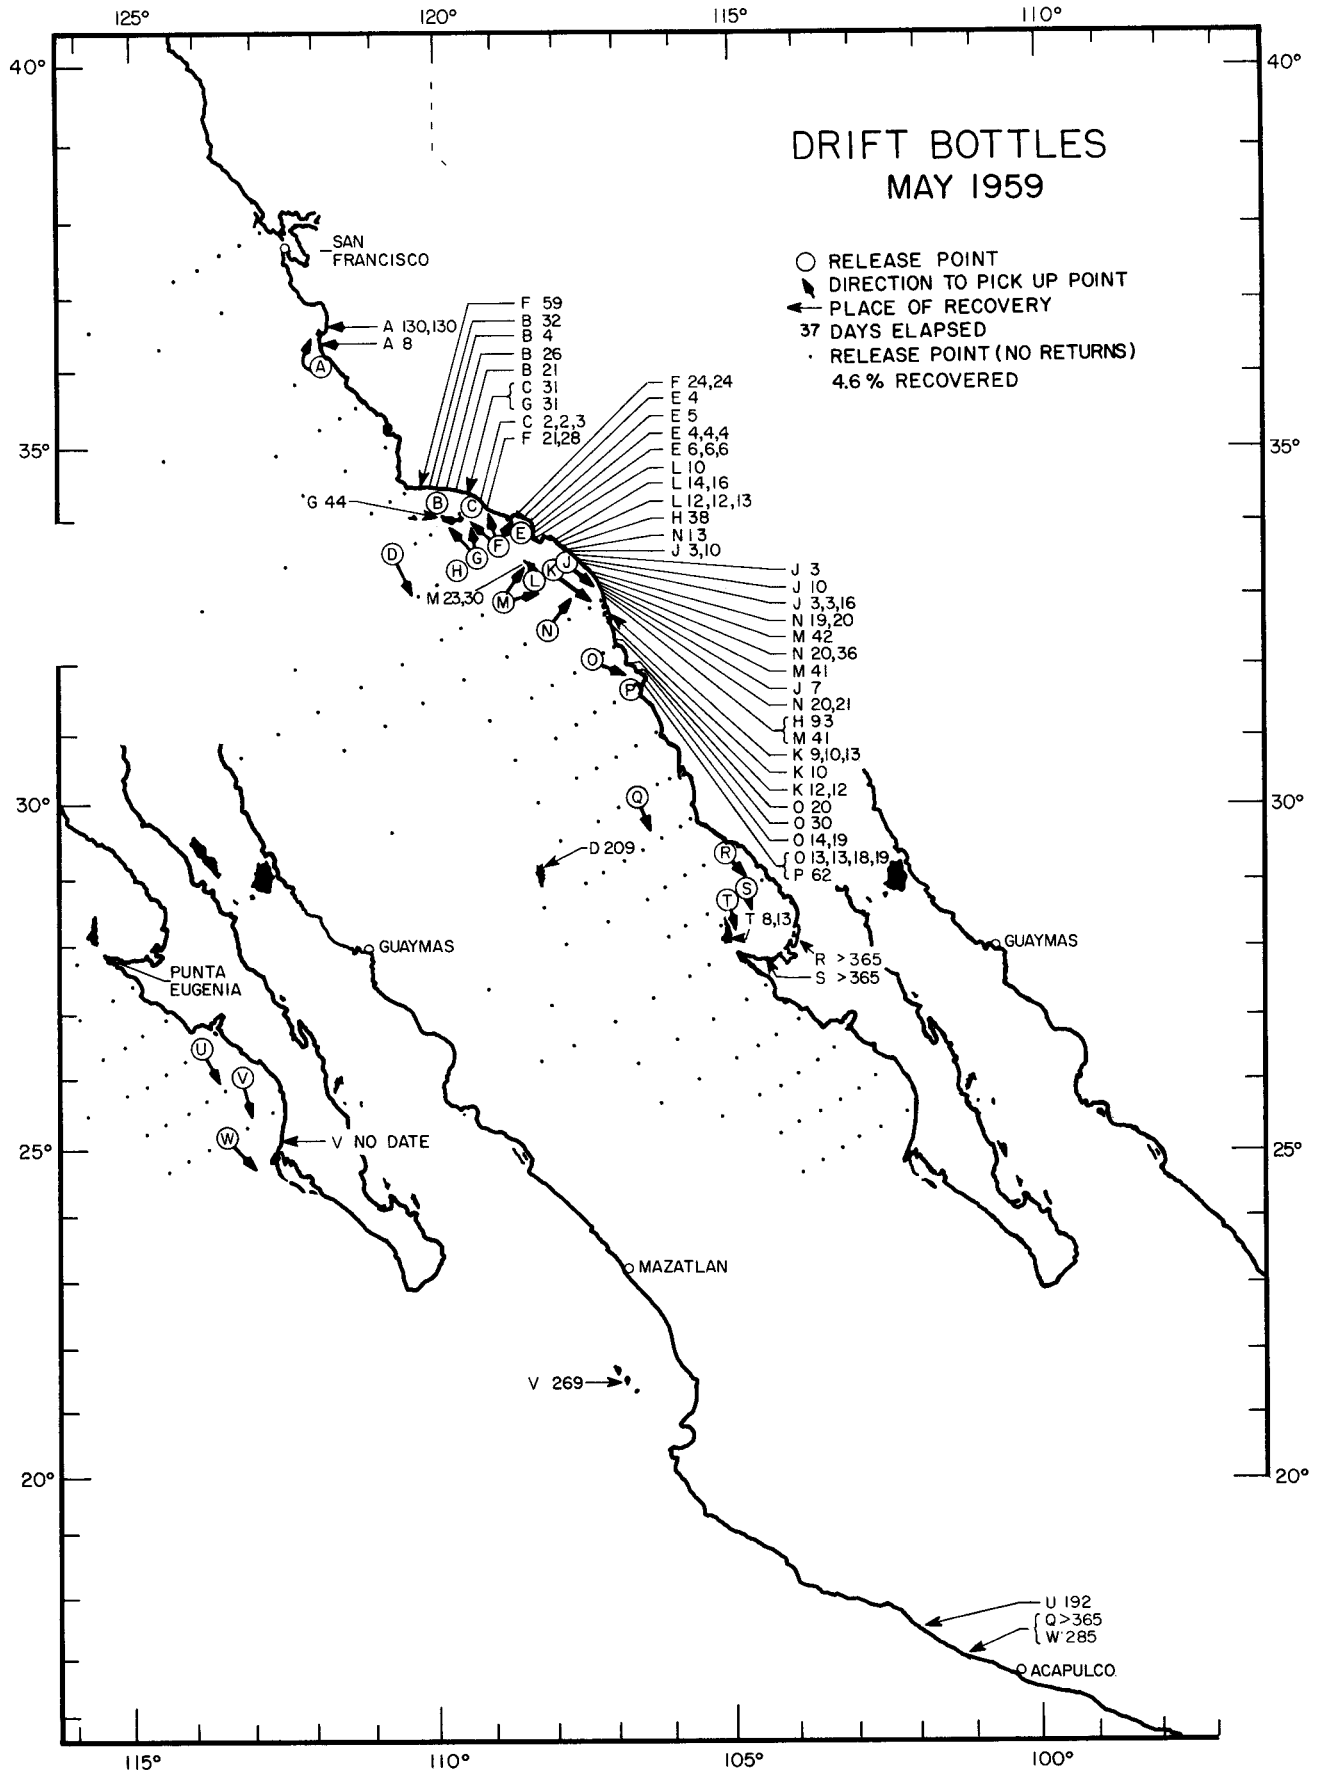 125°
120°
115°
110°
40°
40°
DRIFT BOTTLES
MAY 1959
RELEASE POINT
DIRECTION TO PICK UP POINT
PLACE OF RECOVERY
37 DAYS ELAPSED
RELEASE POINT (NO RETURNS)
4.6 % RECOVERED
SAN
FRANCISCO
A 130,130
A 8
A
F 59
B 32
B 4
B 26
B 21
C 31
G 31
C 2,2,3
F 21,28
35°
35°
F 24,24
E 4
E 5
E 4,4,4
E 6,6,6
L 10
L 14,16
L 12,12,13
H 38
N 13
J 3,10
G 44
B
C
D
E
F
G
H
J
K
L
M
N
O
P
M 23,30
J 3
J 10
J 3,3,16
N 19,20
M 42
N 20,36
M 41
J 7
N 20,21
H 93
M 41
K 9,10,13
K 10
K 12,12
O 20
O 30
O 14,19
O 13,13,18,19
P 62
30°
30°
Q
R
S
T
D 209
T 8,13
R >365
S >365
GUAYMAS
GUAYMAS
PUNTA
EUGENIA
U
V
W
V NO DATE
25°
25°
MAZATLAN
V 269
20°
20°
U 192
Q >365
W 285
ACAPULCO
115°
110°
105°
100°